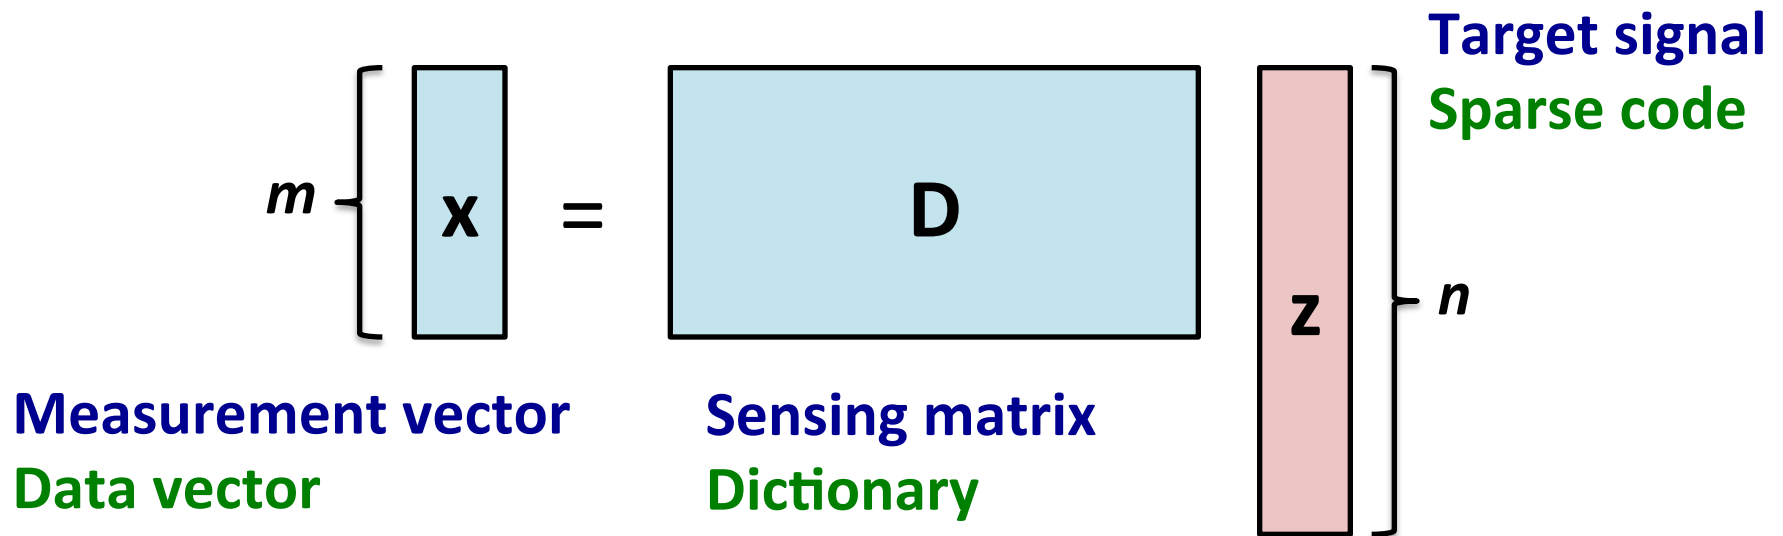 Target signal
Sparse code
m
x
=
D
z
n
Measurement vector
Data vector
Sensing matrix
Dictionary